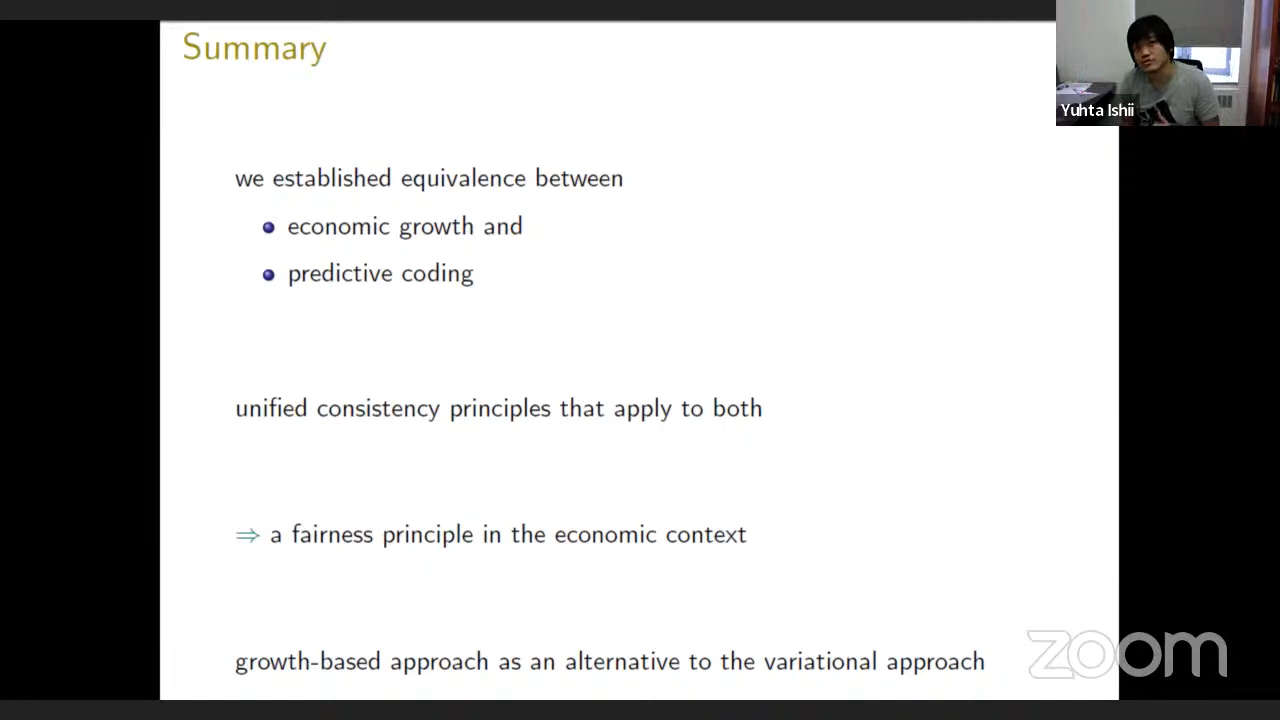 Summary
Yuhta Ishii
we established equivalence between
economic growth and
predictive coding
unified consistency principles that apply to both
⇒ a fairness principle in the economic context
growth-based approach as an alternative to the variational approach
zoom